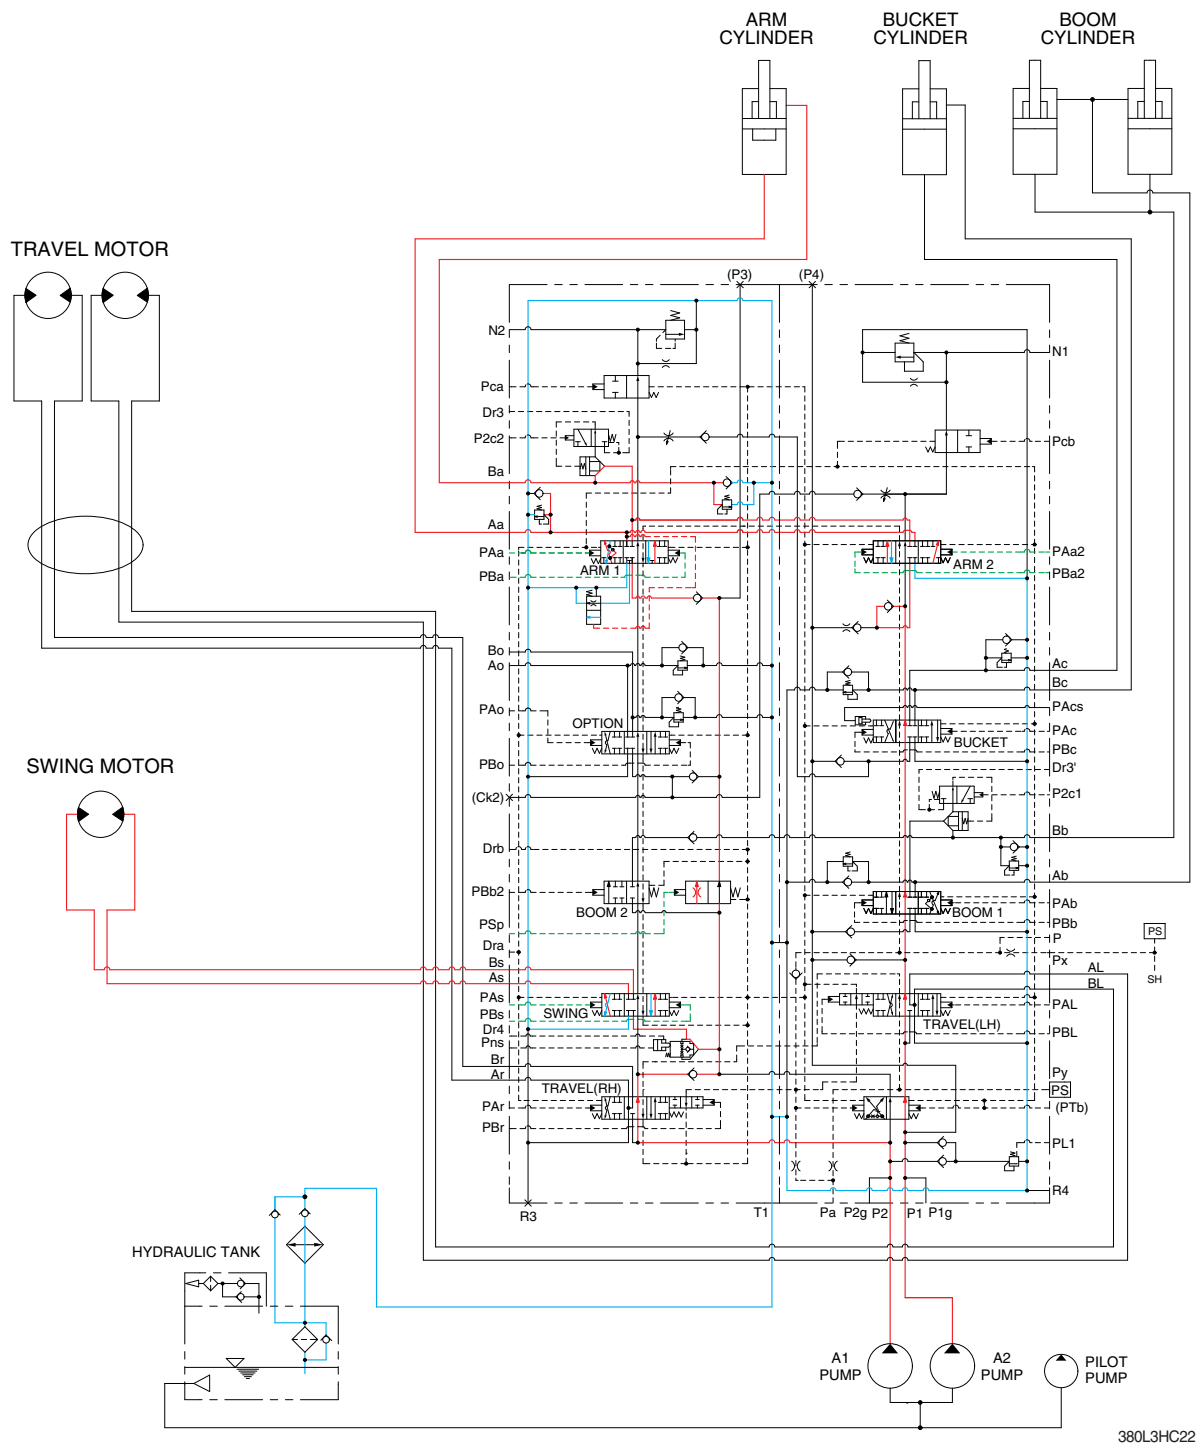 ARM
CYLINDER
BUCKET
CYLINDER
BOOM
CYLINDER
TRAVEL MOTOR
(P3)
(P4)
N2
N1
Pca
Dr3
P2c2
Pcb
Ba
Aa
PAa
ARM 1
PBa
PAa2
ARM 2
PBa2
Bo
Ao
Ac
Bc
PAo
OPTION
PBo
PAcs
PAc
BUCKET
PBc
Dr3'
SWING MOTOR
(Ck2)
P2c1
Bb
Drb
Ab
PBb2
BOOM 2
PAb
BOOM 1
PBb
PSp
P
PS
Dra
Px
Bs
AL
As
BL
SH
PAs
PBs
SWING
PAL
TRAVEL(LH)
PBL
Dr4
Pns
Br
Ar
Py
TRAVEL(RH)
PS
PAr
(PTb)
PBr
PL1
R4
R3
T1
Pa
P2g
P2
P1
P1g
HYDRAULIC TANK
A1
PUMP
A2
PUMP
PILOT
PUMP
380L3HC22